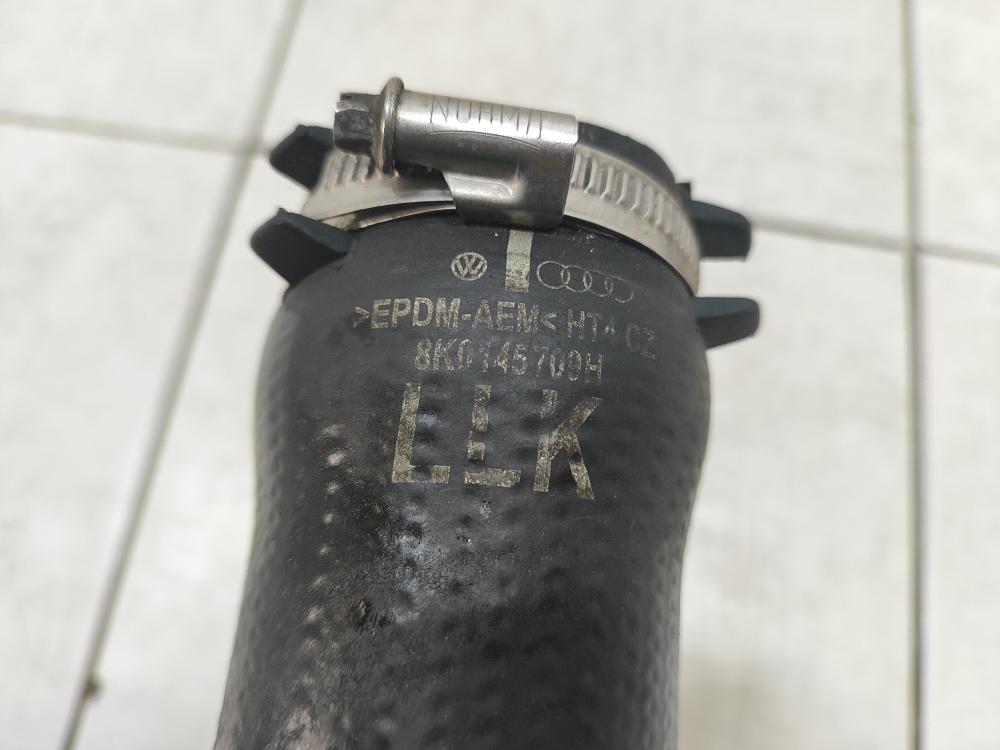 NORMA
>EPDM-AEM< HT4 CZ
8K0145709H
LLK